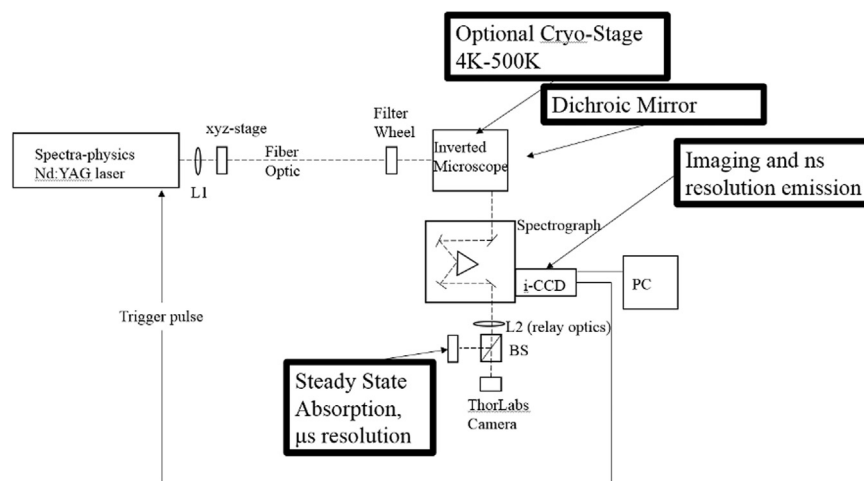 Optional Cryo-Stage
4K-500K
Dichroic Mirror
Filter
Wheel
xyz-stage
Spectra-physics
Nd:YAG laser
Fiber
Optic
L1
Inverted
Microscope
Imaging and ns
resolution emission
Spectrograph
i-CCD
PC
Trigger pulse
L2 (relay optics)
BS
Steady State
Absorption,
μs resolution
ThorLabs
Camera